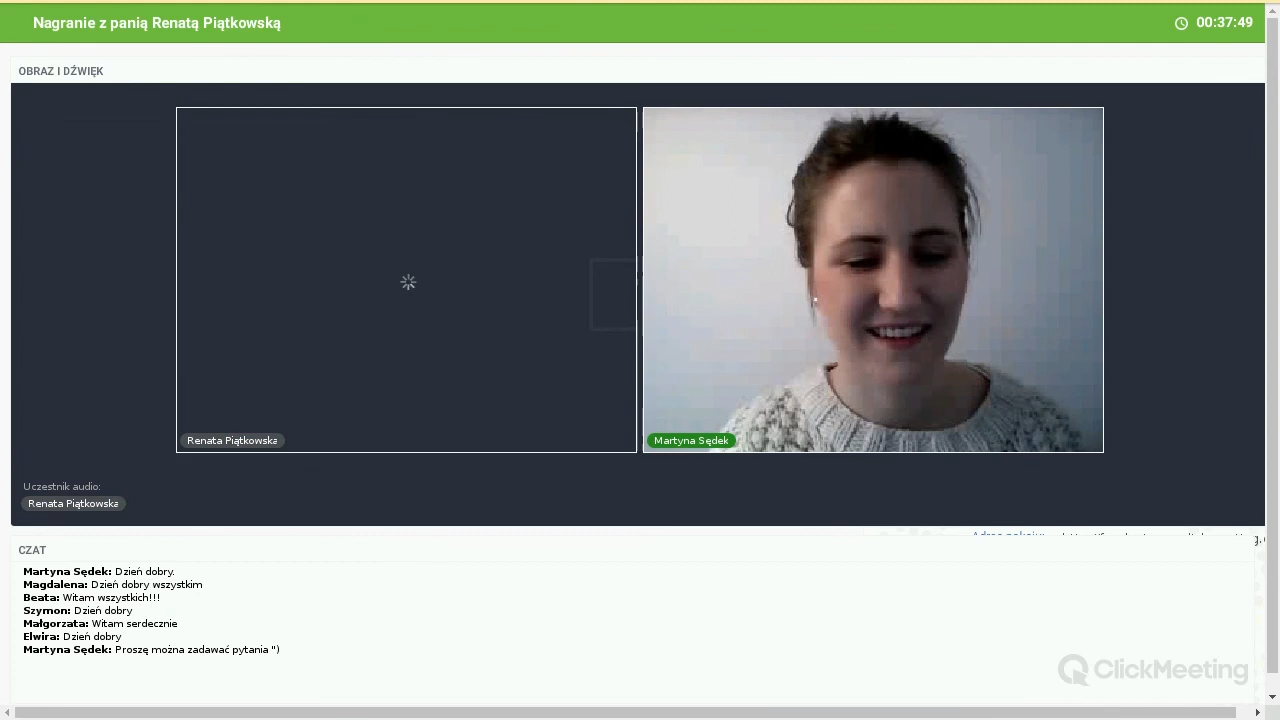 Nagranie z panią Renatą Piątkowską
00:37:49
OBRAZ I DŹWIĘK
Renata Piątkowska
Martyna Sędek
Uczestnik audio:
Renata Piątkowska
CZAT
Martyna Sędek: Dzień dobry.
Magdalena: Dzień dobry wszystkim
Beata: Witam wszystkich!!!
Szymon: Dzień dobry
Małgorzata: Witam serdecznie
Elwira: Dzień dobry
Martyna Sędek: Proszę można zadawać pytania ")
ClickMeeting